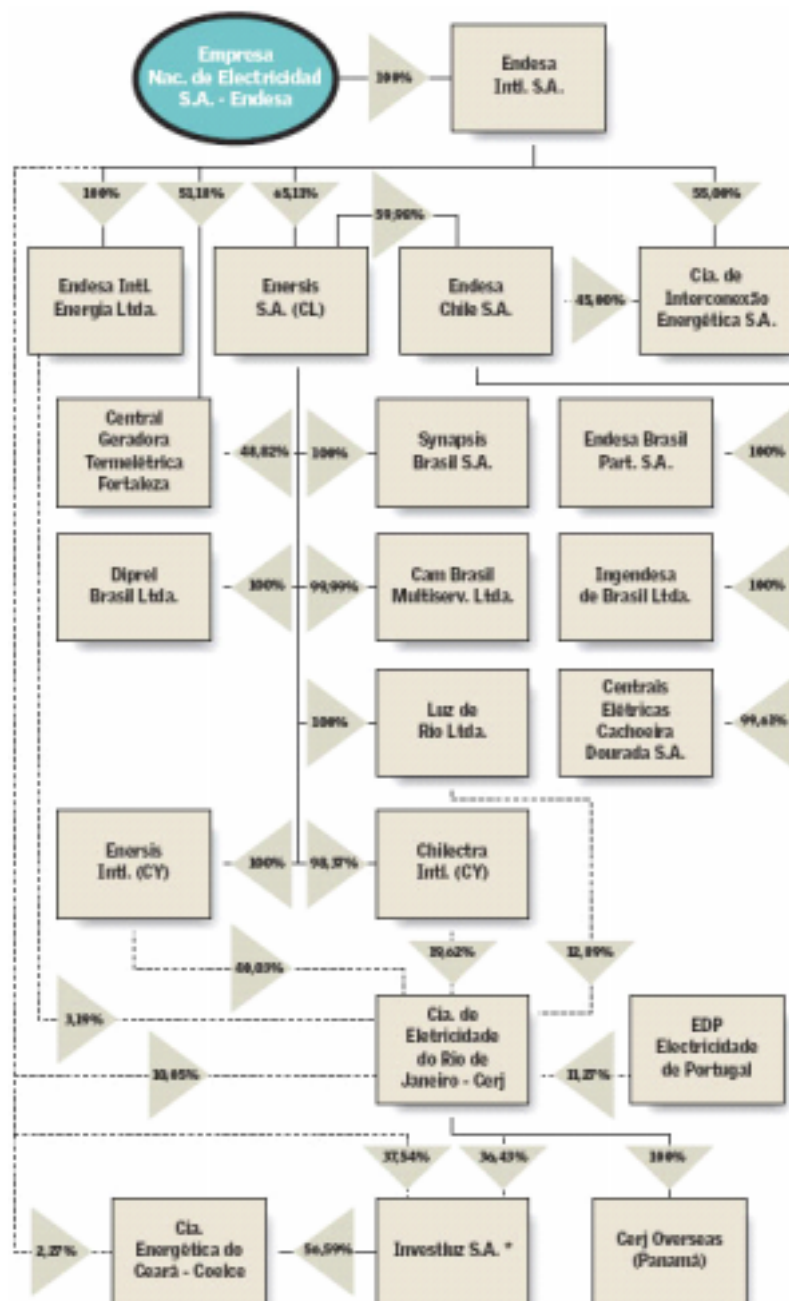 Empresa
Nac. de Electricidad
S.A. - Endesa
100%
Endesa
Intl. S.A.
100%
51,18%
65,13%
59,98%
55,00%
Endesa Intl.
Energia Ltda.
Enersis
S.A. (CL)
Endesa
Chile S.A.
45,00%
Cia. de
Interconexão
Energética S.A.
Central
Geradora
Termelétrica
Fortaleza
48,82%
100%
Synapsis
Brasil S.A.
Endesa Brasil
Part. S.A.
100%
Diprel
Brasil Ltda.
100%
99,99%
Cam Brasil
Multiserv. Ltda.
Ingendesa
de Brasil Ltda.
100%
100%
Luz de
Rio Ltda.
Centrais
Elétricas
Cachoeira
Dourada S.A.
99,61%
Enersis
Intl. (CY)
100%
98,37%
Chilectra
Intl. (CY)
40,03%
19,62%
12,89%
3,19%
Cia. de
Eletricidade
do Rio de
Janeiro - Cerj
EDP
Electricidade
de Portugal
10,05%
11,27%
37,54%
36,43%
100%
2,27%
Cia.
Energética do
Ceará - Coelce
56,59%
Investluz S.A. *
Cerj Overseas
(Panamá)